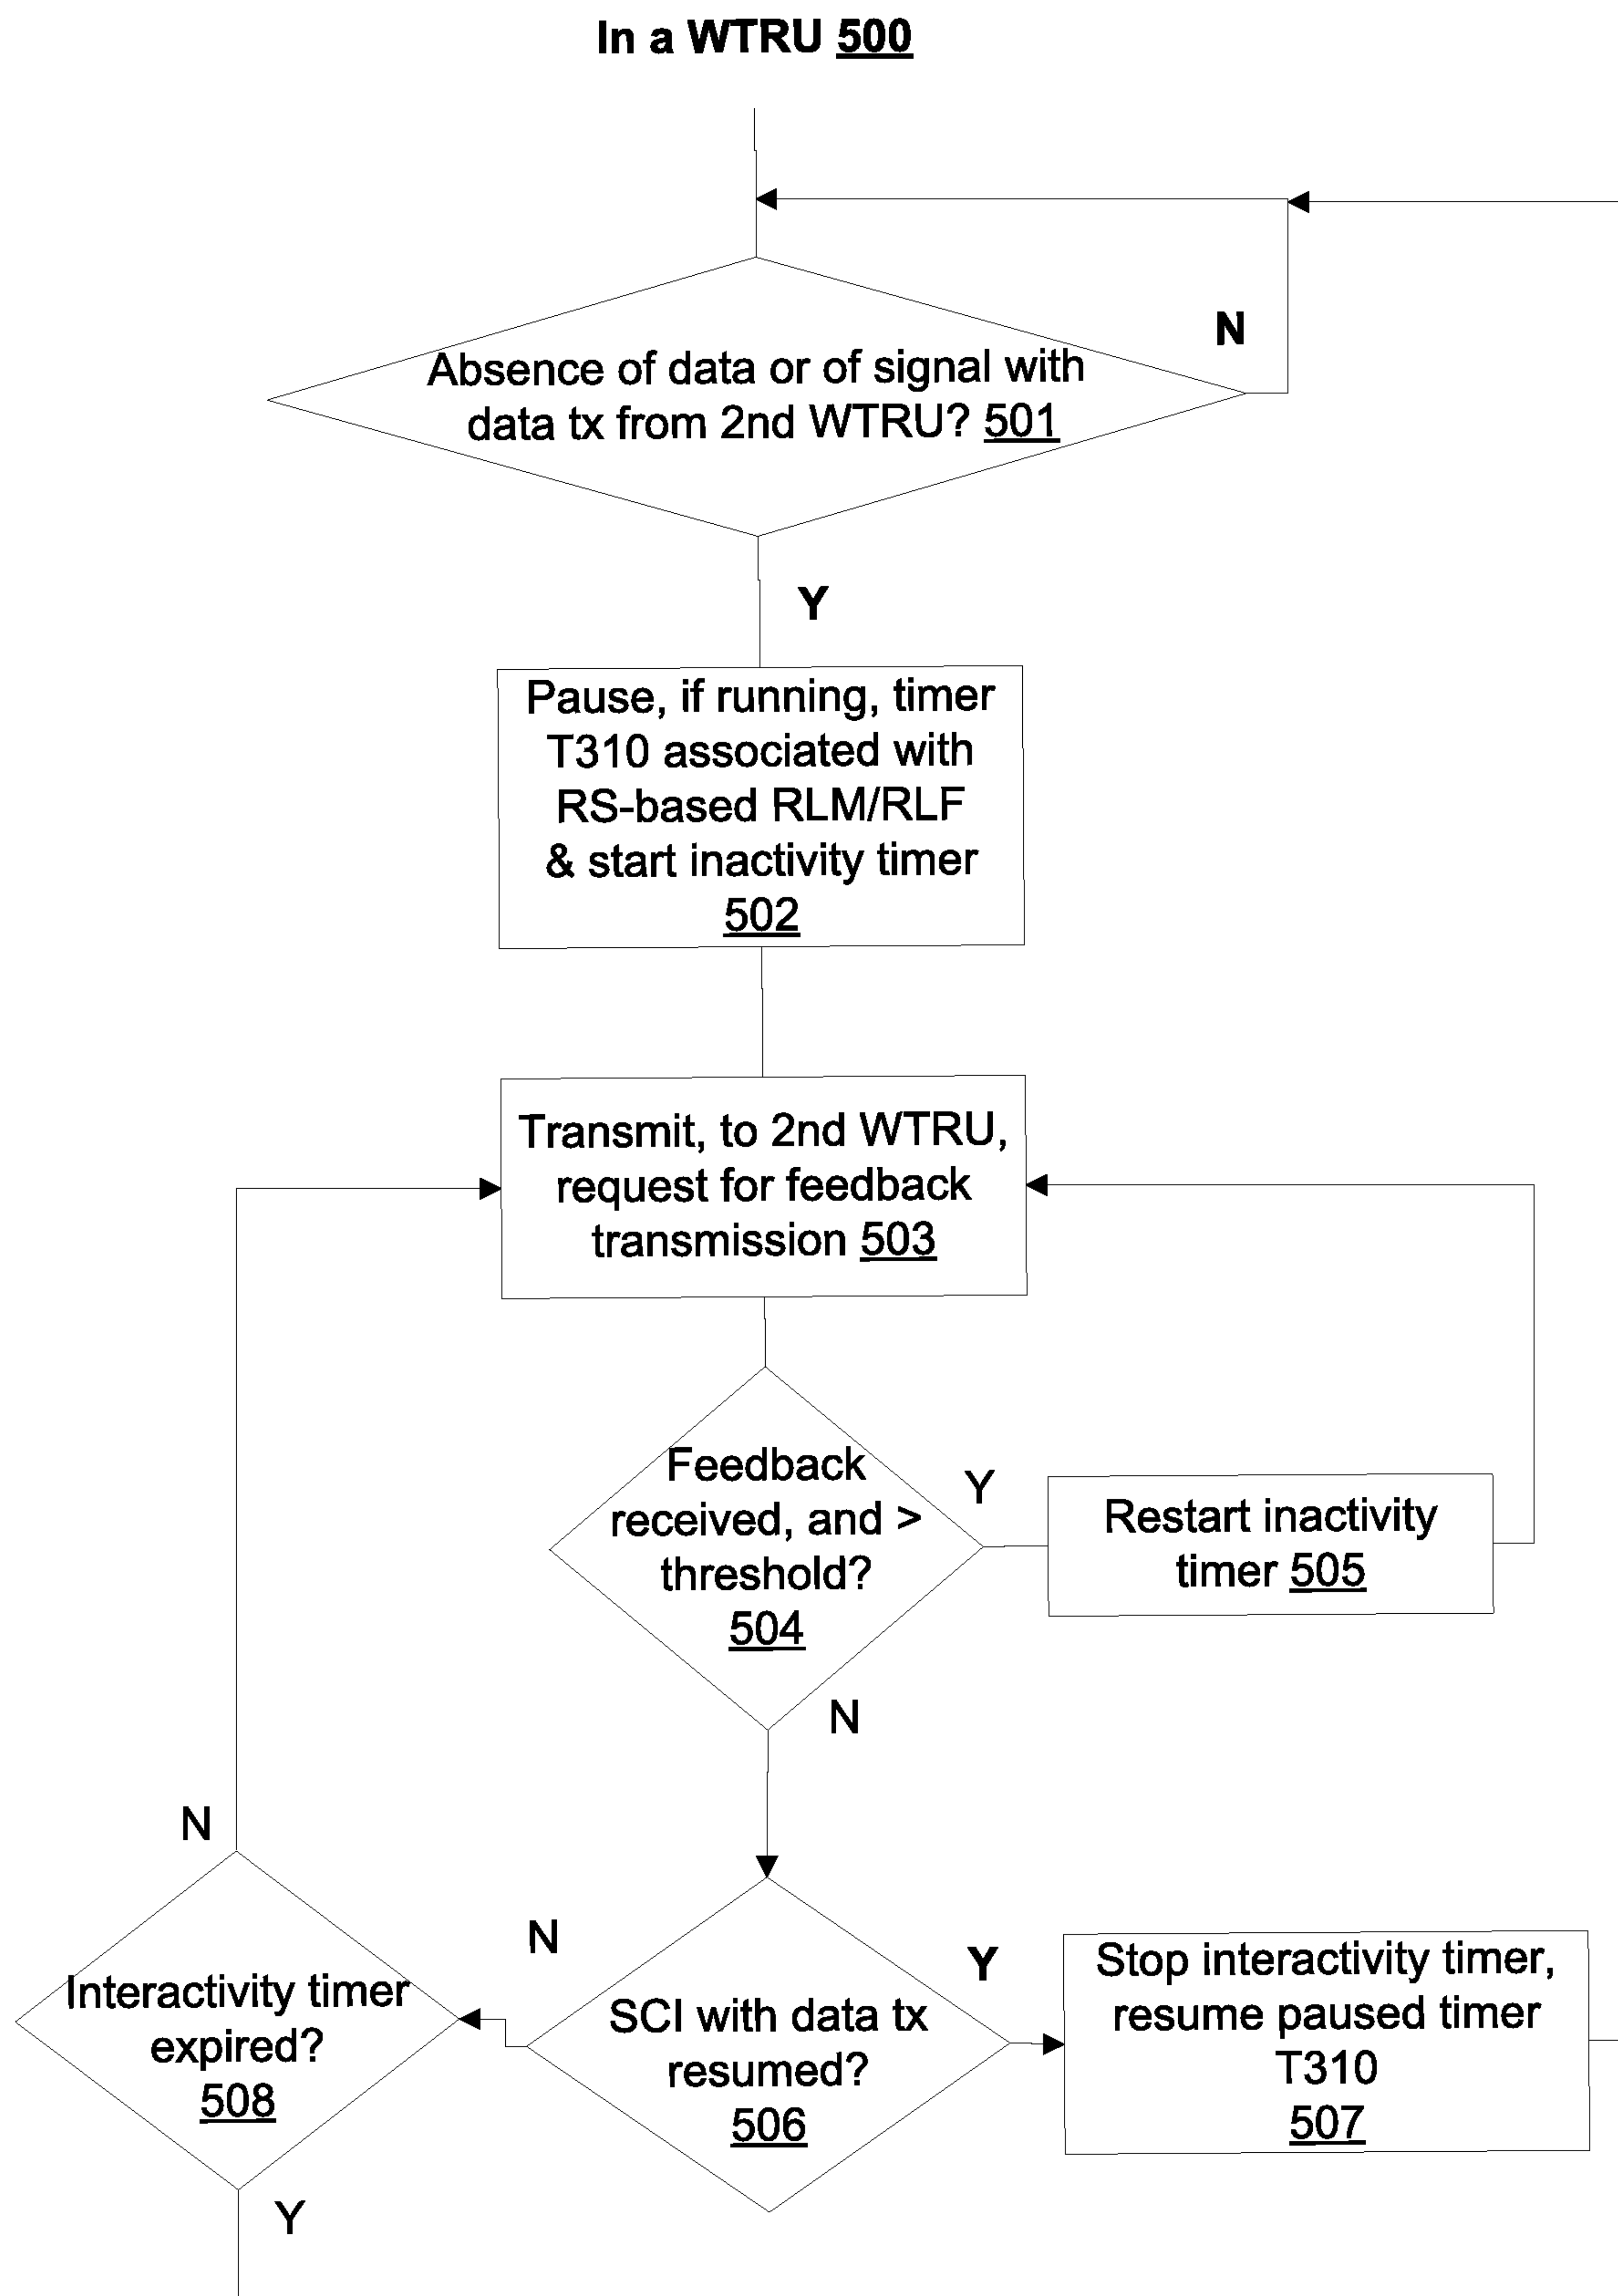 In a WTRU 500
N
Absence of data or of signal with
data tx from 2nd WTRU? 501
Y
Pause, if running, timer
T310 associated with
RS-based RLM/RLF
& start inactivity timer
502
Transmit, to 2nd WTRU,
request for feedback
transmission 503
Feedback
received, and >
threshold?
504
Y
Restart inactivity
timer 505
N
N
Interactivity timer
expired?
508
N
SCI with data tx
resumed?
506
Y
Stop interactivity timer,
resume paused timer
T310
507
Y